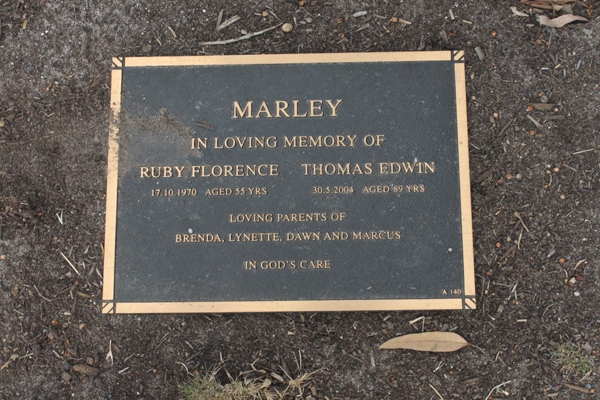 MARLEY
IN LOVING MEMORY OF
RUBY FLORENCE THOMAS EDWIN
17.10.1970 AGED 55 YRS 30.5.2004 AGED 89 YRS
LOVING PARENTS OF
BRENDA, LYNETTE, DAWN AND MARCUS
IN GOD'S CARE
A 140